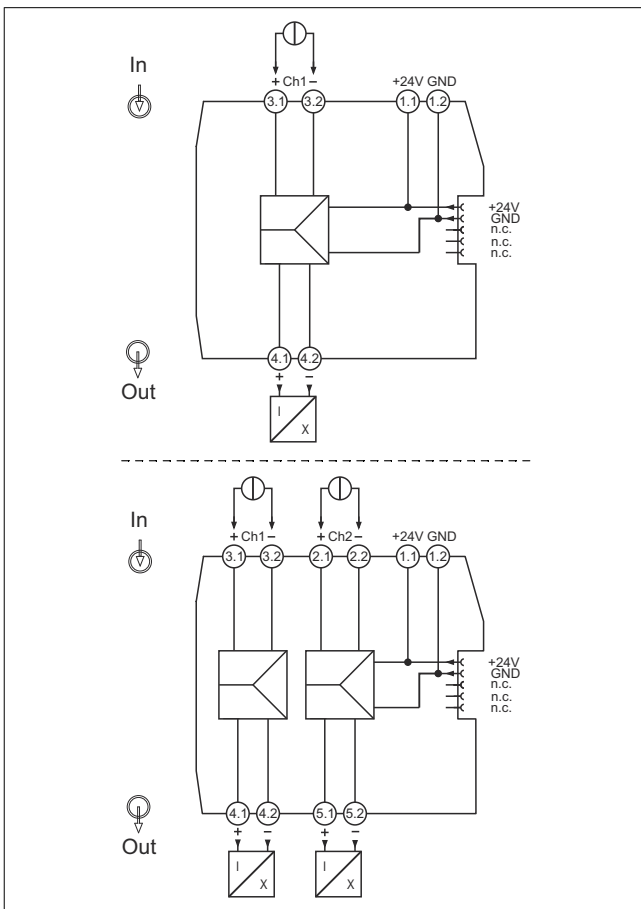 In
+ Ch1 − +24V GND
3.1 3.2 1.1 1.2
+24V
GND
n.c.
n.c.
n.c.
4.1 4.2
+ −
Out
I
X
In
+ Ch1 − + Ch2 − +24V GND
3.1 3.2 2.1 2.2 1.1 1.2
+24V
GND
n.c.
n.c.
n.c.
4.1 4.2 5.1 5.2
+ − + −
Out
I I
X X